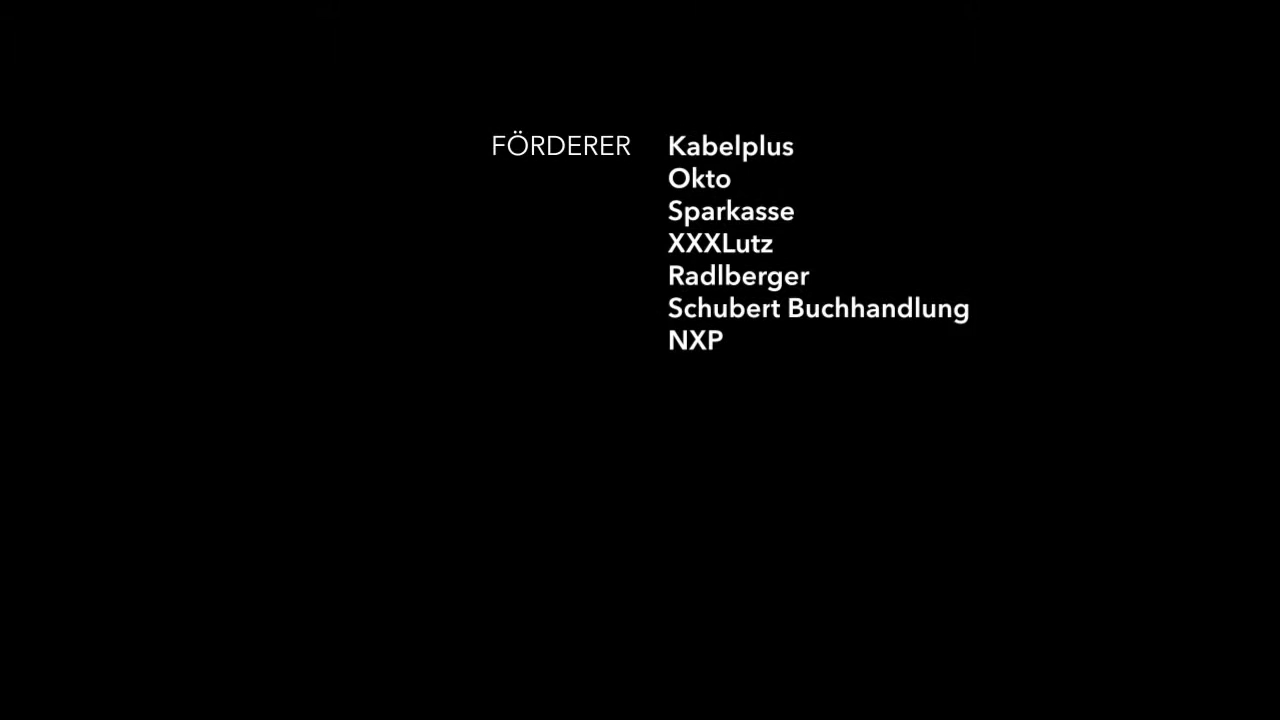 FÖRDERER Kabelplus
Okto
Sparkasse
XXXLutz
Radlberger
Schubert Buchhandlung
NXP